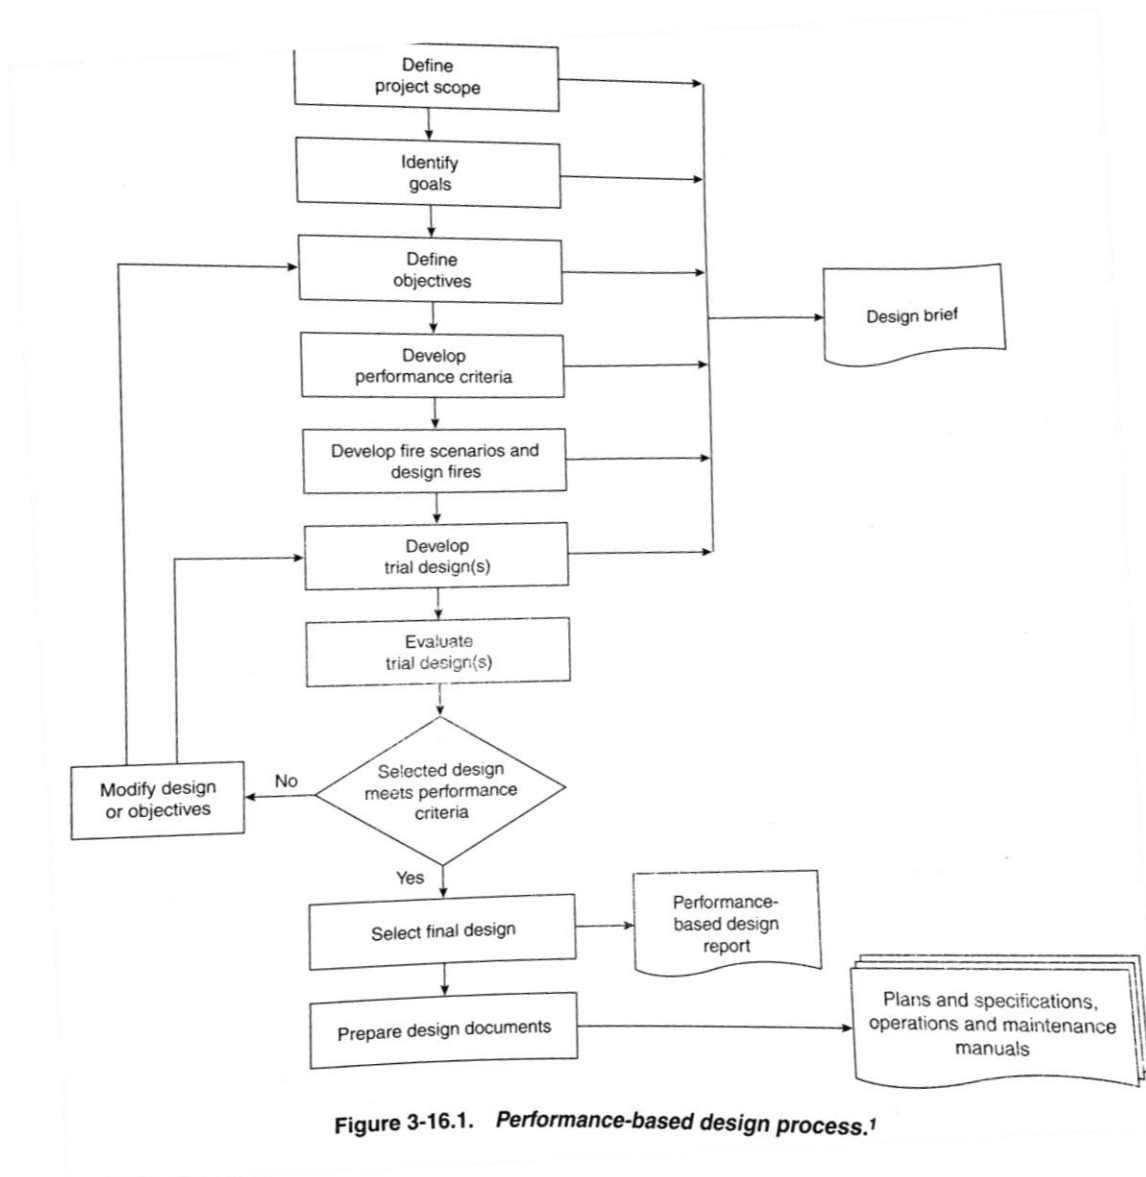 Define
project scope
Identify
goals
Define
objectives
Design brief
Develop
performance criteria
Develop fire scenarios and
design fires
Develop
trial design(s)
Evaluate
trial design(s)
Selected design
meets performance
criteria
No
Modify design
or objectives
Yes
Select final design
Performance-
based design
report
Prepare design documents
Plans and specifications,
operations and maintenance
manuals
Figure 3-16.1. Performance-based design process.¹